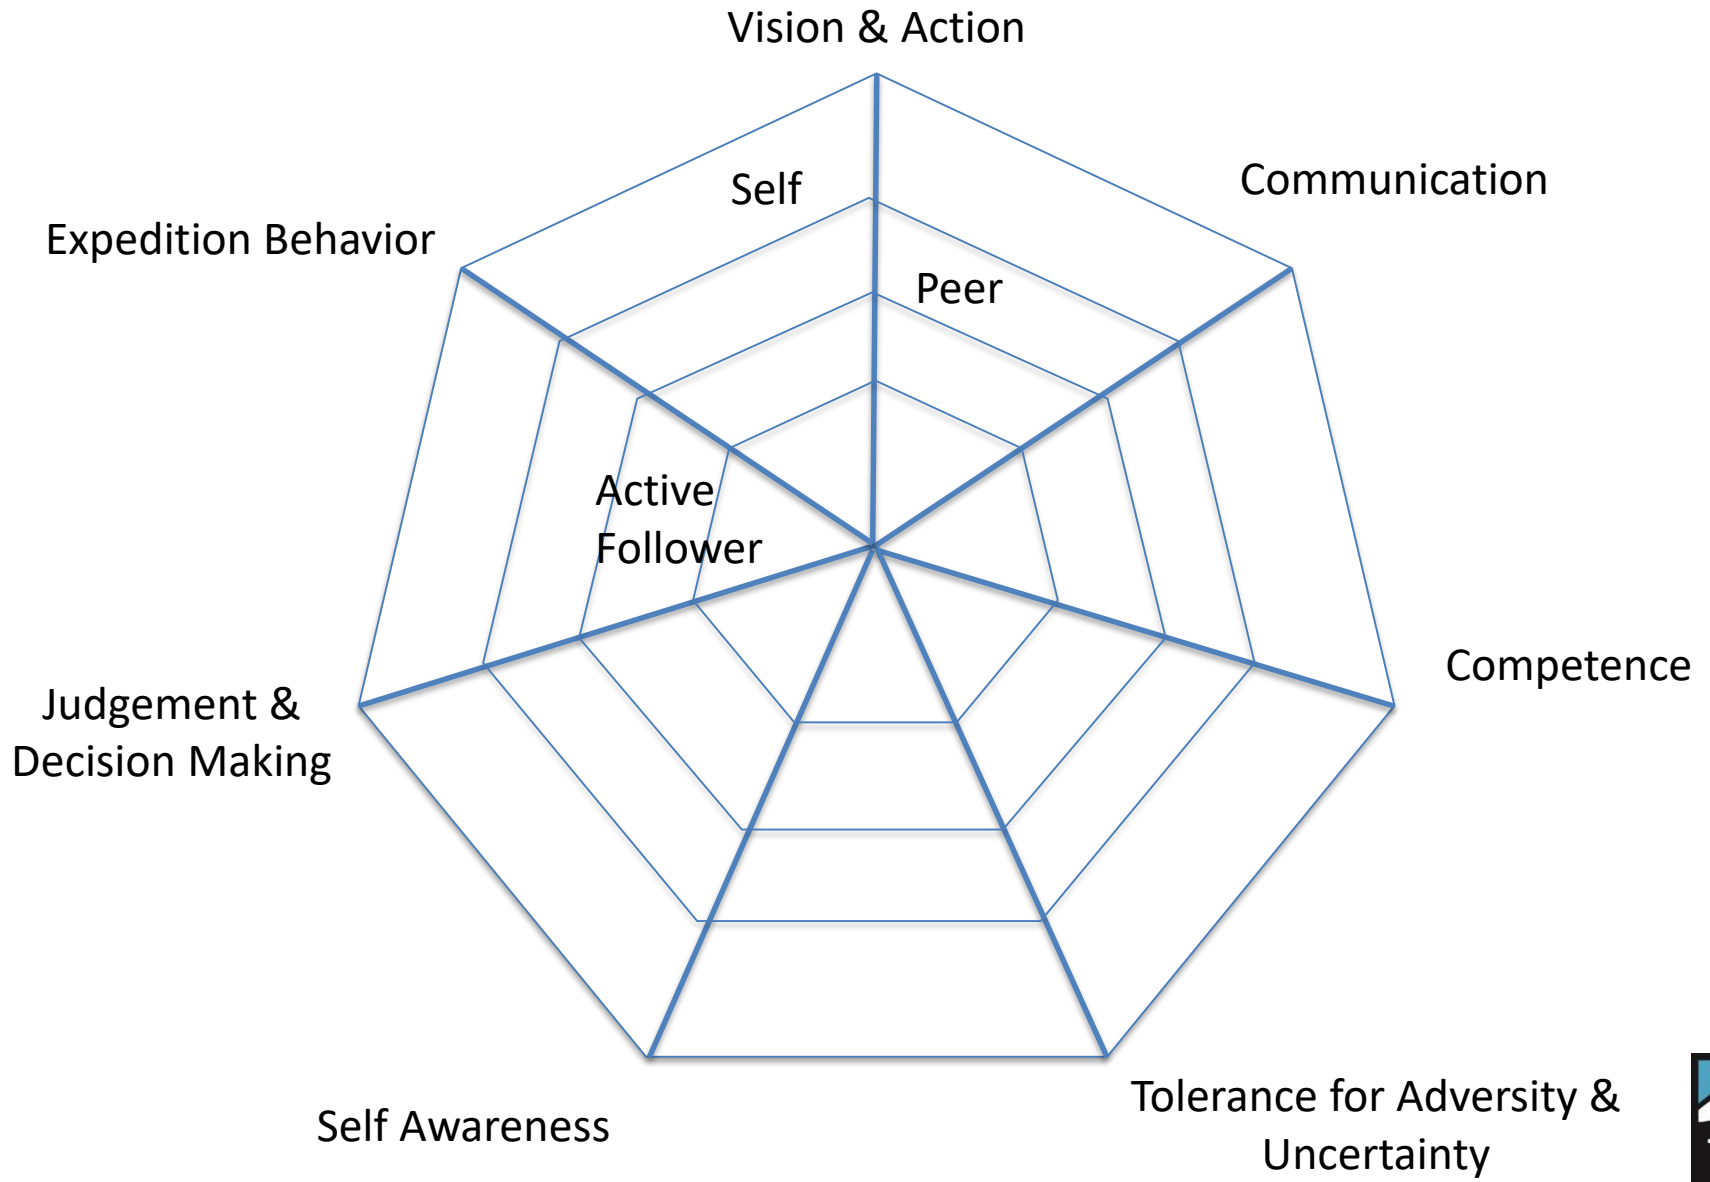 Vision & Action
Self
Communication
Expedition Behavior
Peer
Active
Follower
Competence
Judgement &
Decision Making
Tolerance for Adversity &
Uncertainty
Self Awareness